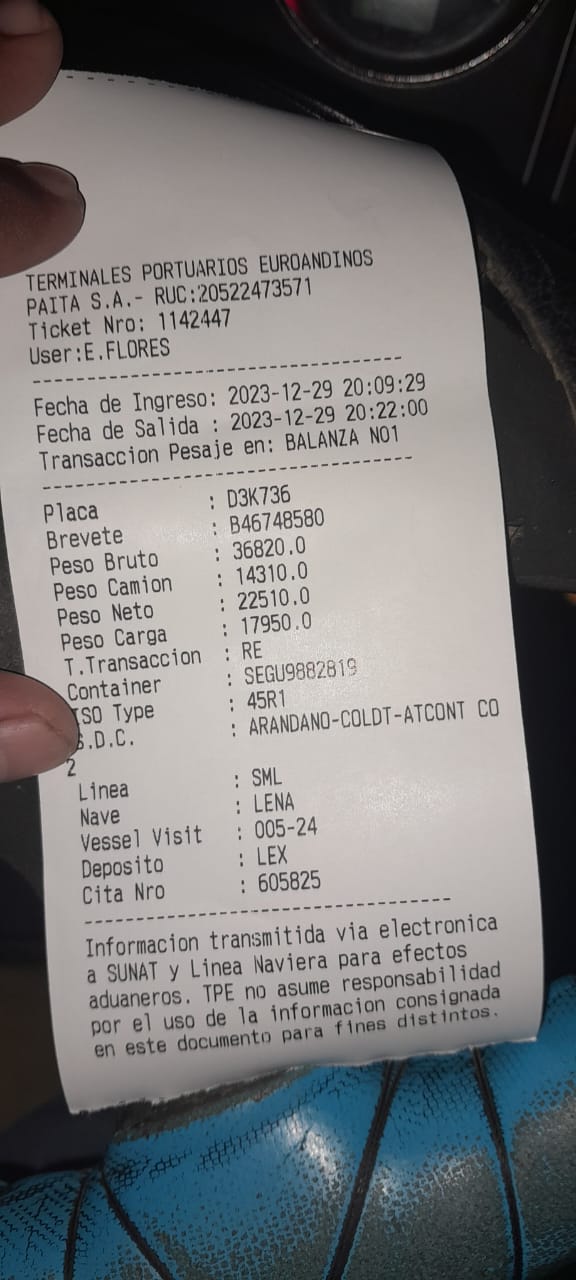 TERMINALES PORTUARIOS EUROANDINOS
PAITA S.A.- RUC:20522473571
Ticket Nro: 1142447
User:E.FLORES
--------------------------------------
Fecha de Ingreso: 2023-12-29 20:09:29
Fecha de Salida : 2023-12-29 20:22:00
Transaccion Pesaje en: BALANZA NO1
--------------------------------------
Placa : D3K736
Brevete : B46748580
Peso Bruto : 36820.0
Peso Camion : 14310.0
Peso Neto : 22510.0
Peso Carga : 17950.0
T.Transaccion : RE
Container : SEGU9882819
ISO Type : 45R1
.D.C. : ARANDANO-COLDT-ATCONT CO
2
Linea : SML
Nave : LENA
Vessel Visit : 005-24
Deposito : LEX
Cita Nro : 605825
--------------------------------------
Informacion transmitida via electronica
a SUNAT y Linea Naviera para efectos
aduaneros. TPE no asume responsabilidad
por el uso de la informacion consignada
en este documento para fines distintos.